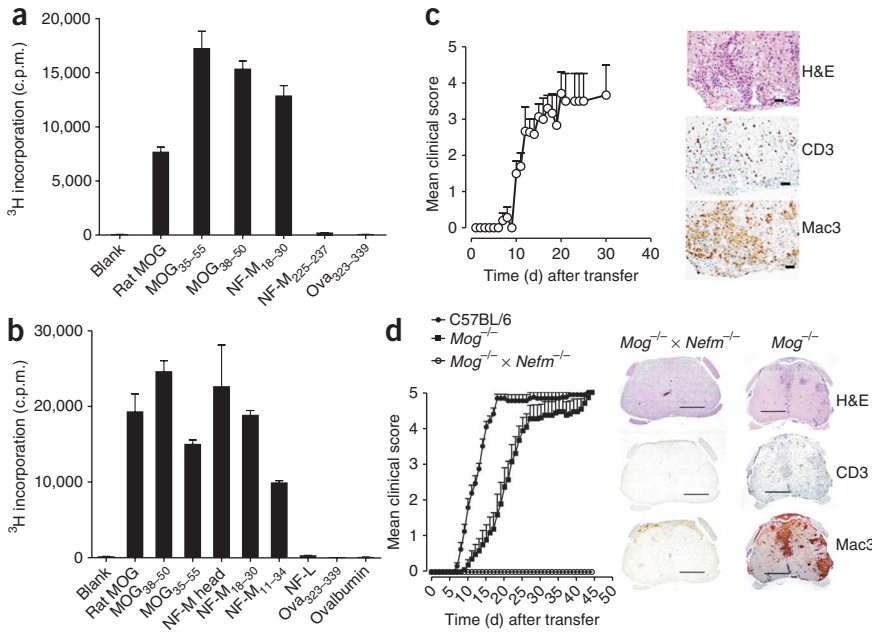 a
³H incorporation (c.p.m.)
20,000
15,000
10,000
5,000
0
Blank
Rat MOG
MOG₃₅₋₅₅
MOG₃₈₋₅₀
NF-M₁₈₋₃₀
NF-M₂₂₅₋₂₃₇
Ova₃₂₃₋₃₃₉
b
³H incorporation (c.p.m.)
30,000
20,000
10,000
0
Blank
Rat MOG
MOG₃₈₋₅₀
MOG₃₅₋₅₅
NF-M head
NF-M₁₈₋₃₀
NF-M₁₁₋₃₄
NF-L
Ova₃₂₃₋₃₃₉
Ovalbumin
c
Mean clinical score
5
4
3
2
1
0
0 10 20 30 40
Time (d) after transfer
H&E
CD3
Mac3
d
C57BL/6
Mog⁻/⁻
Mog⁻/⁻ × Nefm⁻/⁻
Mean clinical score
5
4
3
2
1
0
0 5 10 15 20 25 30 35 40 45 50
Time (d) after transfer
Mog⁻/⁻ × Nefm⁻/⁻
Mog⁻/⁻
H&E
CD3
Mac3